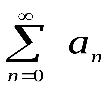 ∞
∑ aₙ
n=0